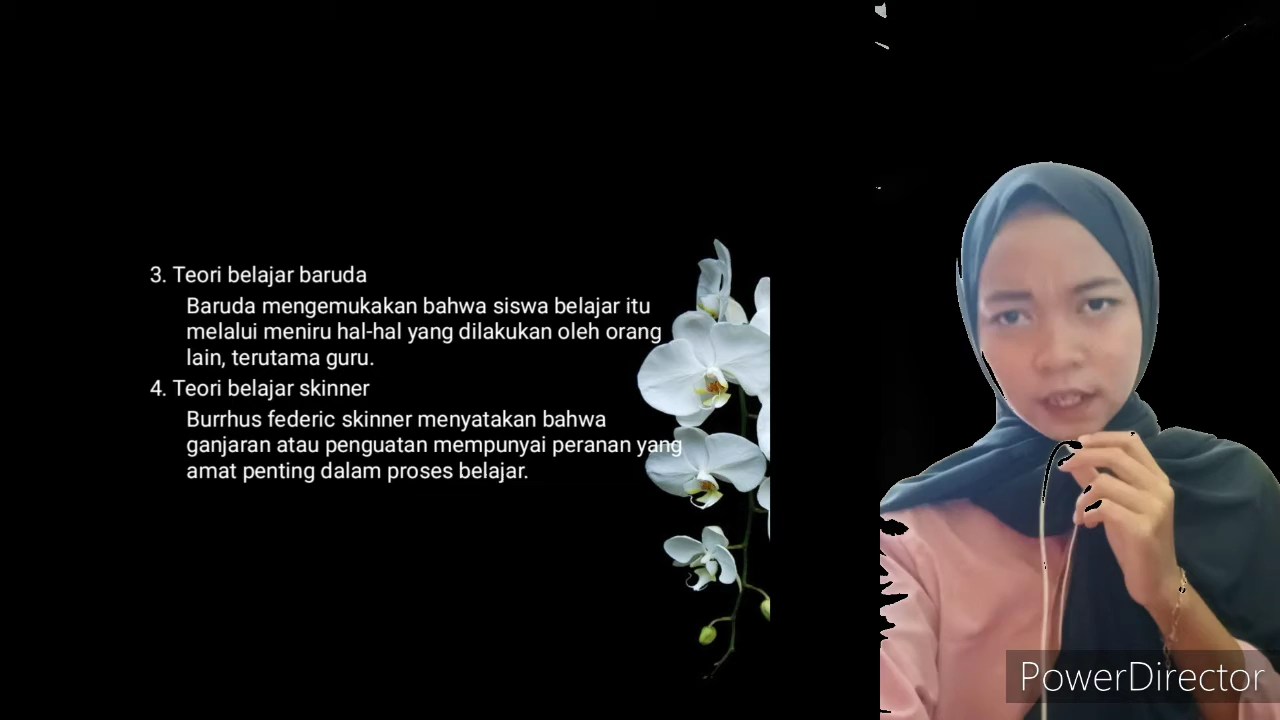 3. Teori belajar baruda
Baruda mengemukakan bahwa siswa belajar itu
melalui meniru hal-hal yang dilakukan oleh orang
lain, terutama guru.
4. Teori belajar skinner
Burrhus federic skinner menyatakan bahwa
ganjaran atau penguatan mempunyai peranan yang
amat penting dalam proses belajar.
PowerDirector